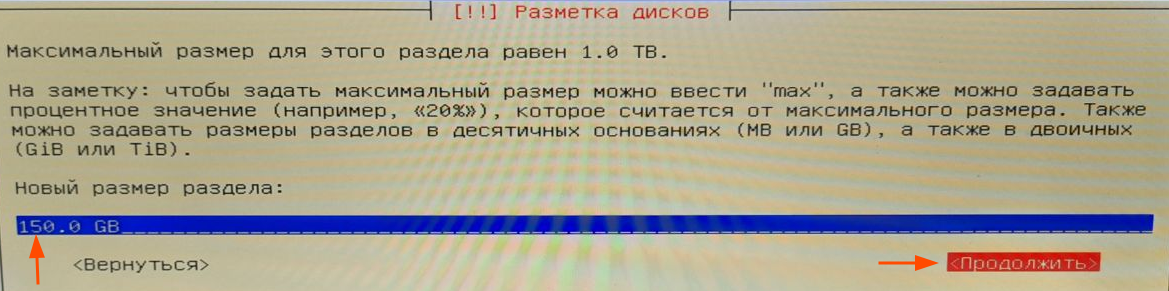 [!!] Разметка дисков
Максимальный размер для этого раздела равен 1.0 TB.
На заметку: чтобы задать максимальный размер можно ввести "max", а также можно задавать
процентное значение (например, «20%»), которое считается от максимального размера. Также
можно задавать размеры разделов в десятичных основаниях (MB или GB), а также в двоичных
(GiB или TiB).
Новый размер раздела:
150.0 GB
<Вернуться> <Продолжить>